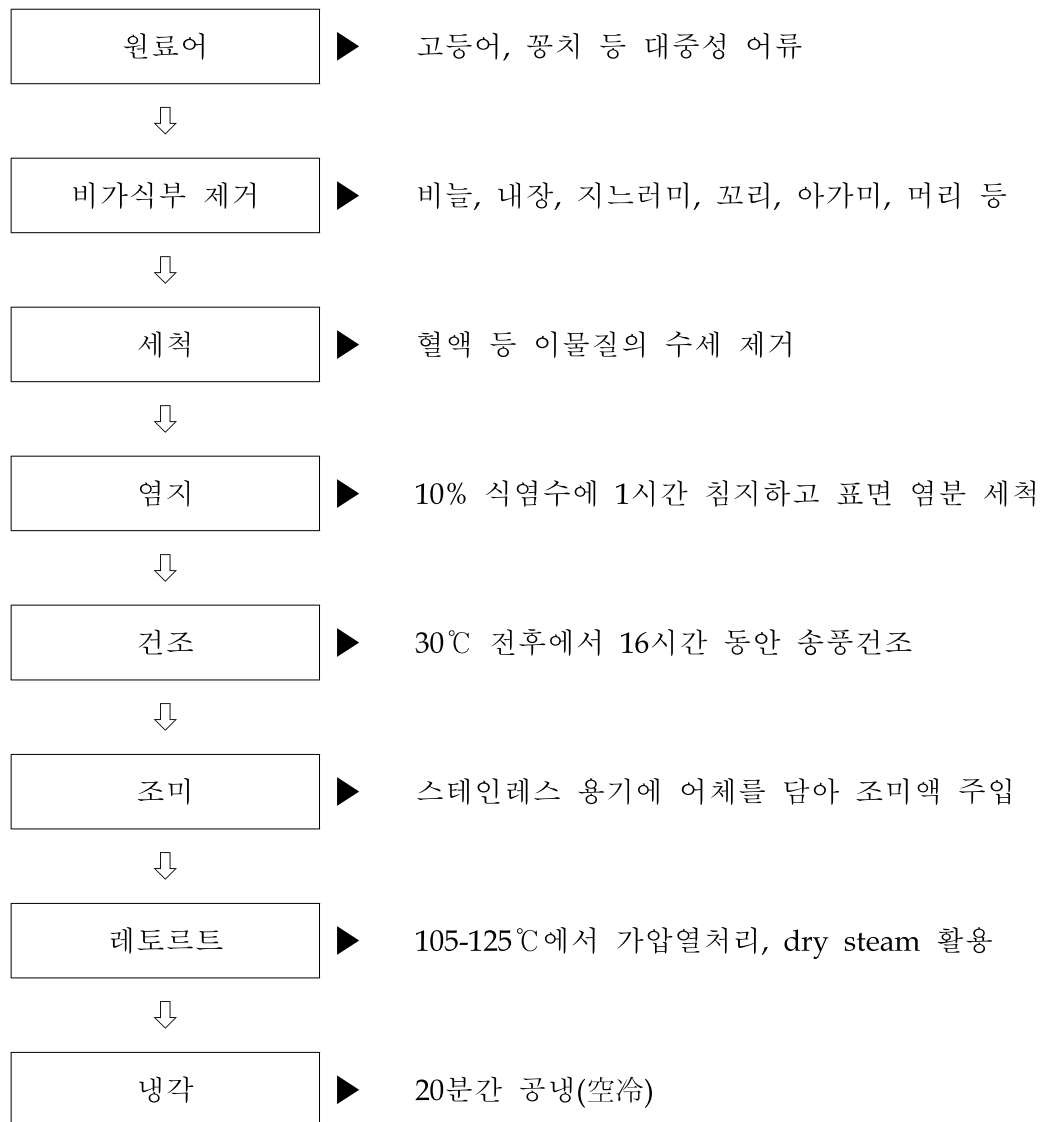 원료어 ▶ 고등어, 꽁치 등 대중성 어류
⇩
비가식부 제거 ▶ 비늘, 내장, 지느러미, 꼬리, 아가미, 머리 등
⇩
세척 ▶ 혈액 등 이물질의 수세 제거
⇩
염지 ▶ 10% 식염수에 1시간 침지하고 표면 염분 세척
⇩
건조 ▶ 30℃ 전후에서 16시간 동안 송풍건조
⇩
조미 ▶ 스테인레스 용기에 어체를 담아 조미액 주입
⇩
레토르트 ▶ 105-125℃에서 가압열처리, dry steam 활용
⇩
냉각 ▶ 20분간 공냉(空冷)